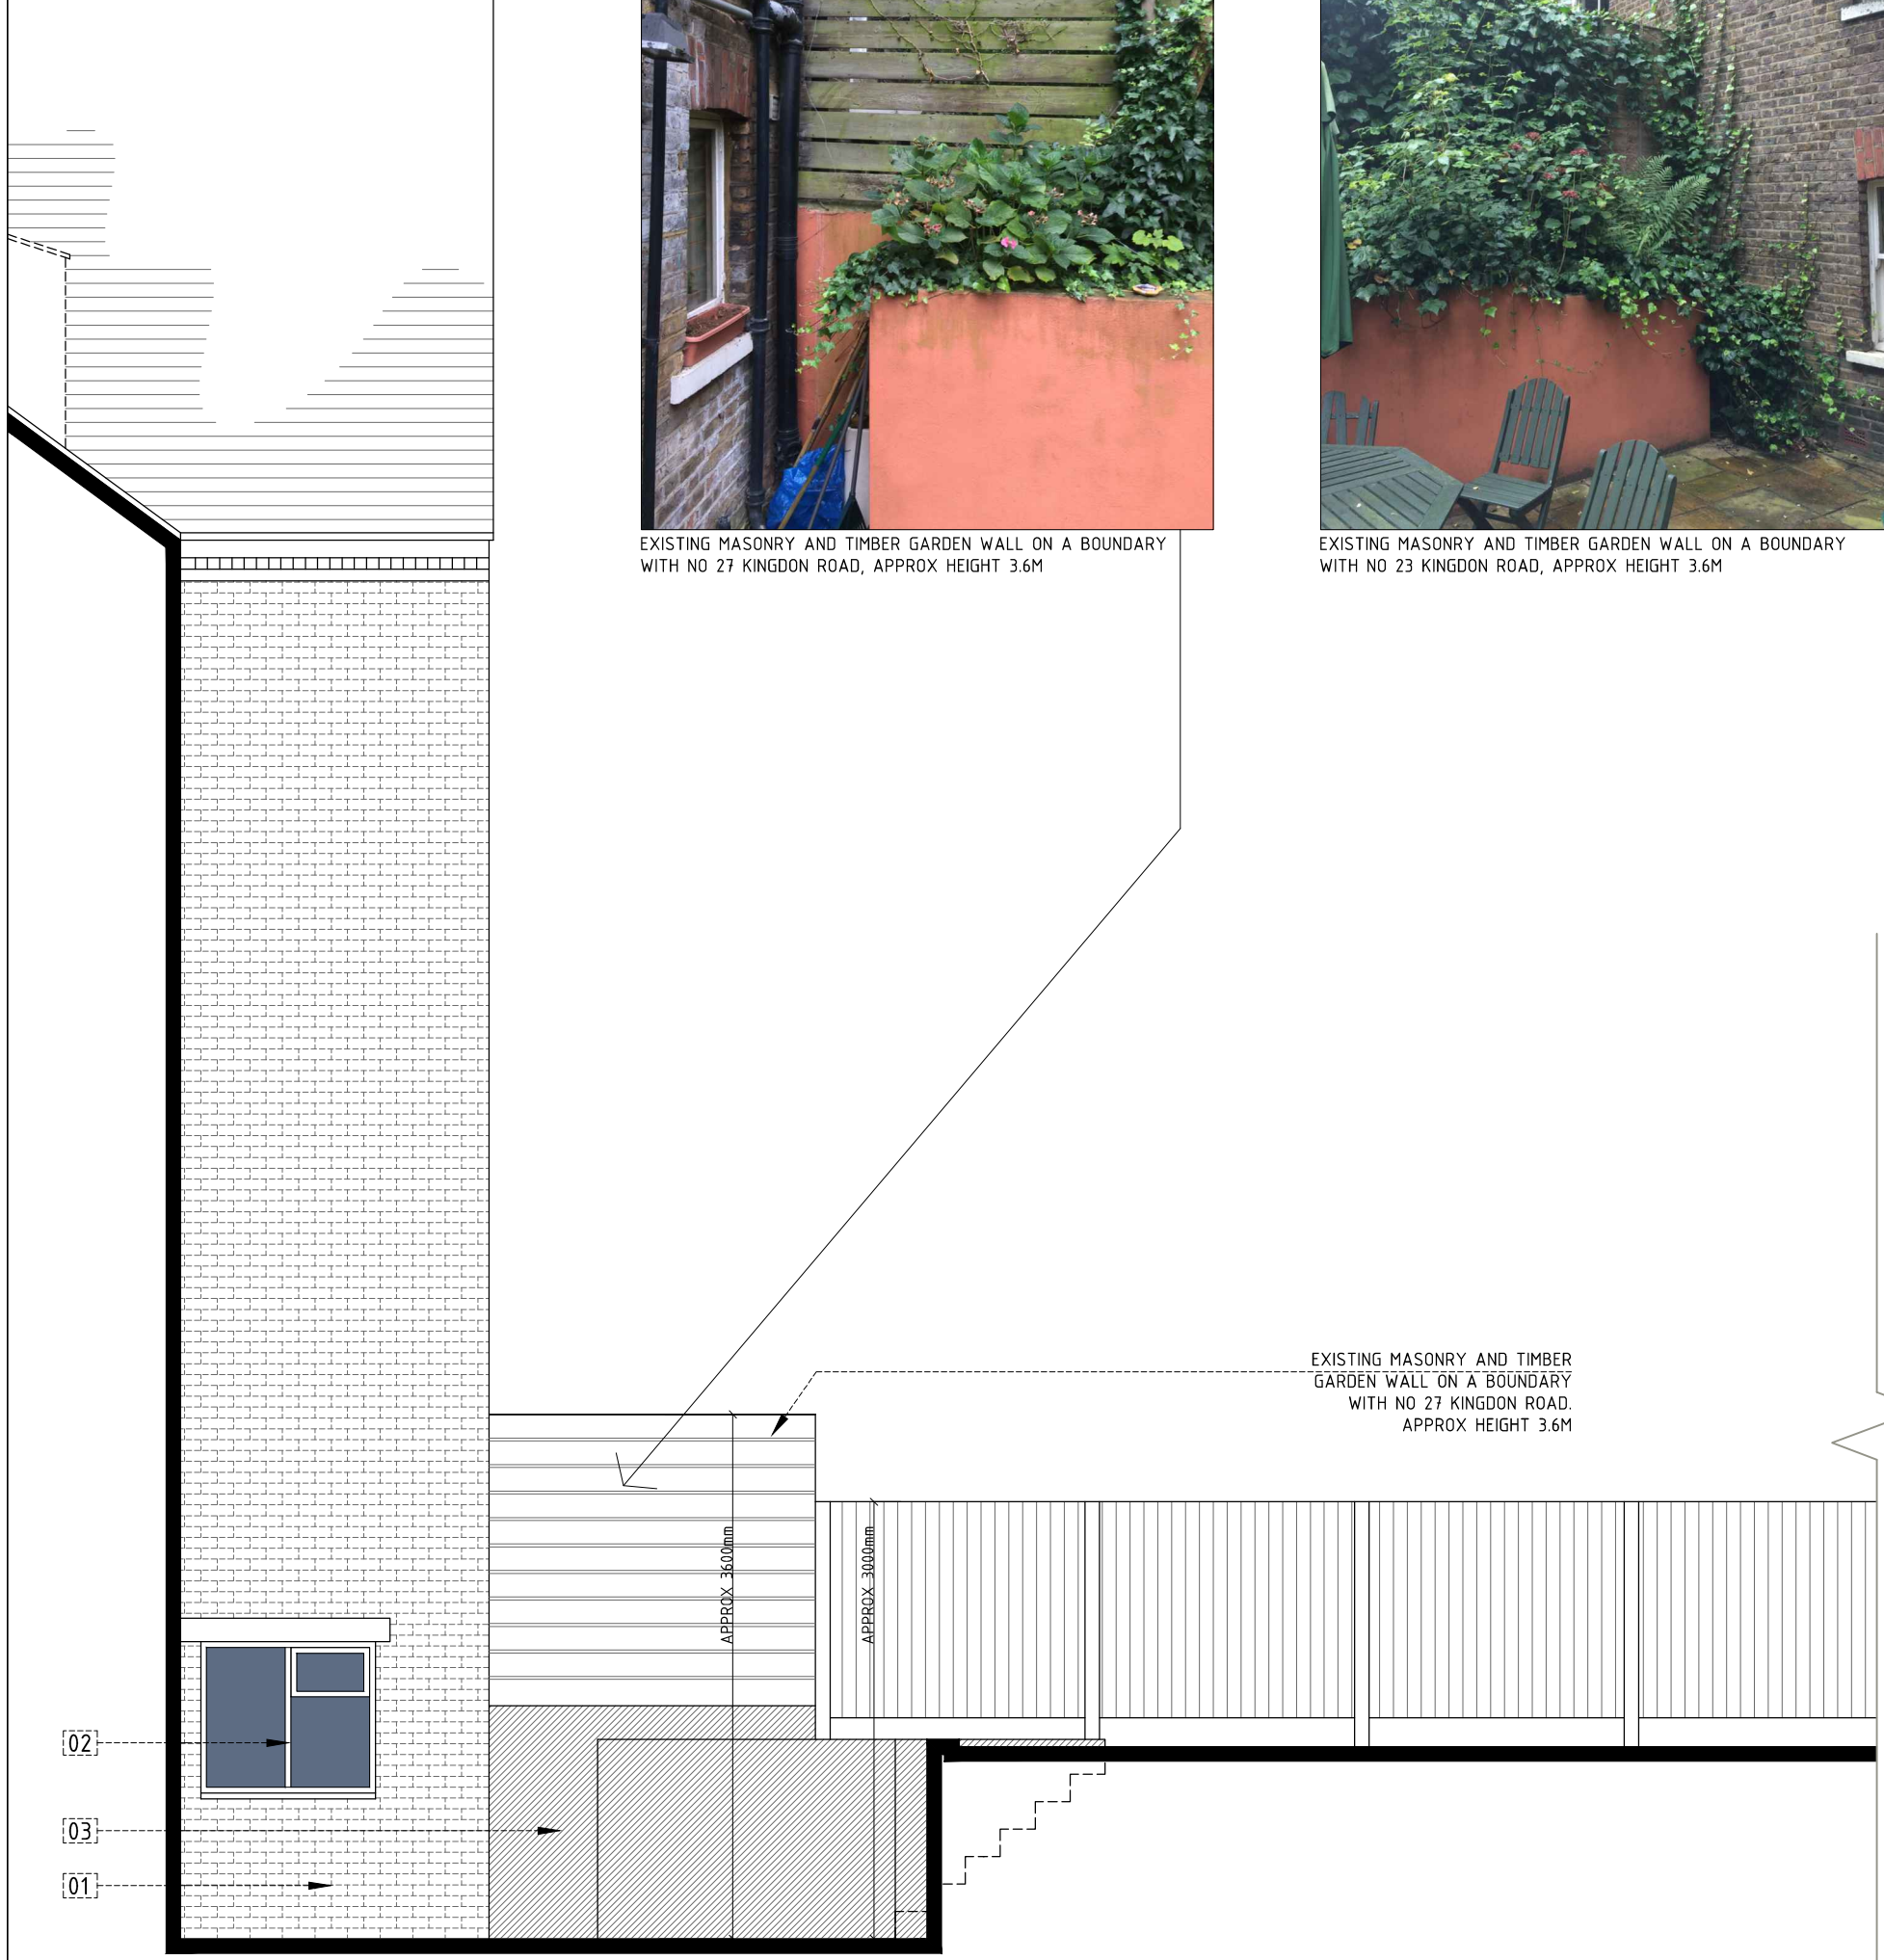 EXISTING MASONRY AND TIMBER GARDEN WALL ON A BOUNDARY
WITH NO 27 KINGDON ROAD, APPROX HEIGHT 3.6M
EXISTING MASONRY AND TIMBER GARDEN WALL ON A BOUNDARY
WITH NO 23 KINGDON ROAD, APPROX HEIGHT 3.6M
EXISTING MASONRY AND TIMBER
GARDEN WALL ON A BOUNDARY
WITH NO 27 KINGDON ROAD.
APPROX HEIGHT 3.6M
APPROX 3600mm
APPROX 3000mm
02
03
01